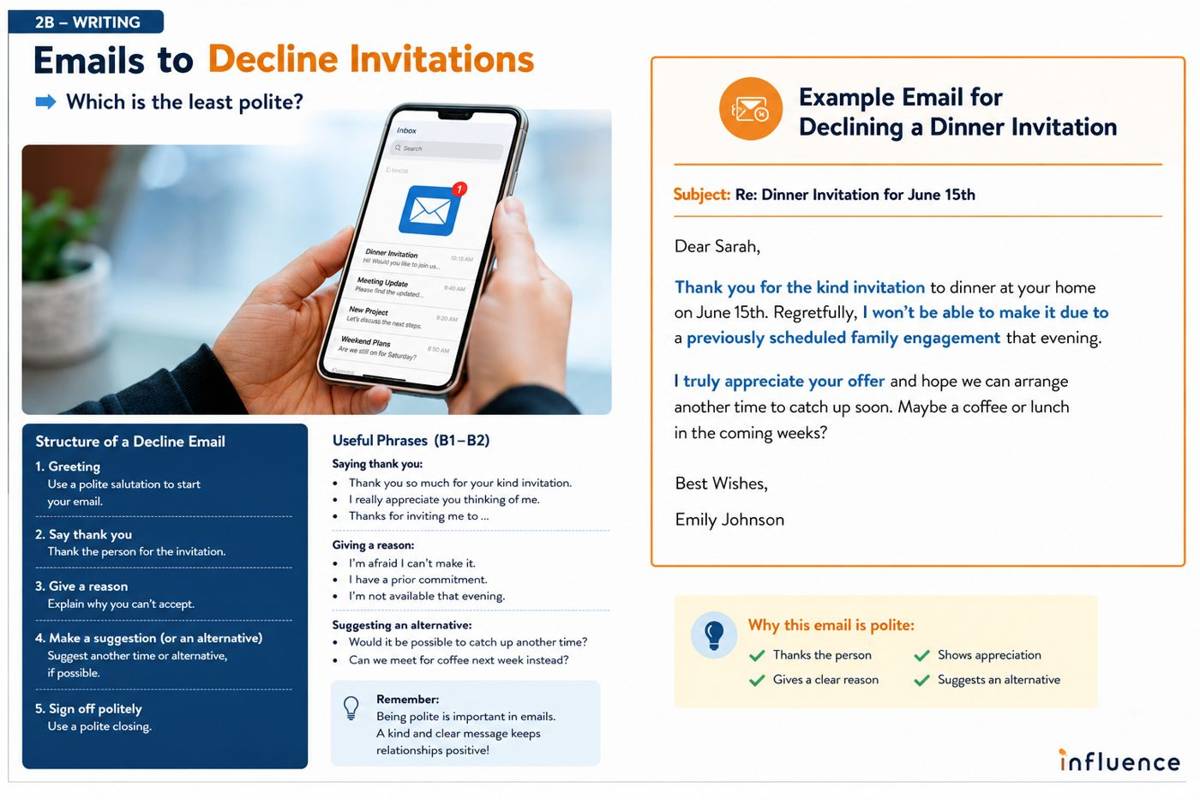 2B – WRITING
Emails to Decline Invitations
Which is the least polite?
Inbox
Search
1
Dinner Invitation 10:15 AM
Hi! Would you like to join us...
Meeting Update 9:40 AM
Please find the updated...
New Project 9:20 AM
Let's discuss the next steps.
Weekend Plans 8:50 AM
Are we still on for Saturday?
Structure of a Decline Email
1. Greeting
Use a polite salutation to start
your email.
2. Say thank you
Thank the person for the invitation.
3. Give a reason
Explain why you can't accept.
4. Make a suggestion (or an alternative)
Suggest another time or alternative,
if possible.
5. Sign off politely
Use a polite closing.
Useful Phrases (B1–B2)
Saying thank you:
• Thank you so much for your kind invitation.
• I really appreciate you thinking of me.
• Thanks for inviting me to ...
Giving a reason:
• I'm afraid I can't make it.
• I have a prior commitment.
• I'm not available that evening.
Suggesting an alternative:
• Would it be possible to catch up another time?
• Can we meet for coffee next week instead?
Remember:
Being polite is important in emails.
A kind and clear message keeps
relationships positive!
Example Email for
Declining a Dinner Invitation
Subject: Re: Dinner Invitation for June 15th
Dear Sarah,
Thank you for the kind invitation to dinner at your home
on June 15th. Regretfully, I won't be able to make it due to
a previously scheduled family engagement that evening.
I truly appreciate your offer and hope we can arrange
another time to catch up soon. Maybe a coffee or lunch
in the coming weeks?
Best Wishes,
Emily Johnson
Why this email is polite:
Thanks the person
Shows appreciation
Gives a clear reason
Suggests an alternative
influence